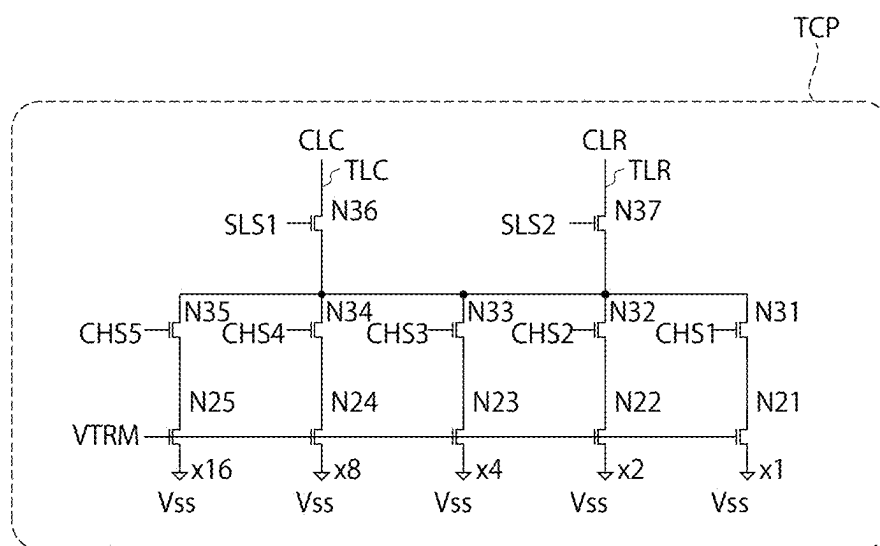 TCP
CLC CLR
TLC TLR
SLS1 N36 SLS2 N37
N35 N34 N33 N32 N31
CHS5 CHS4 CHS3 CHS2 CHS1
N25 N24 N23 N22 N21
VTRM
x16 x8 x4 x2 x1
Vss Vss Vss Vss Vss